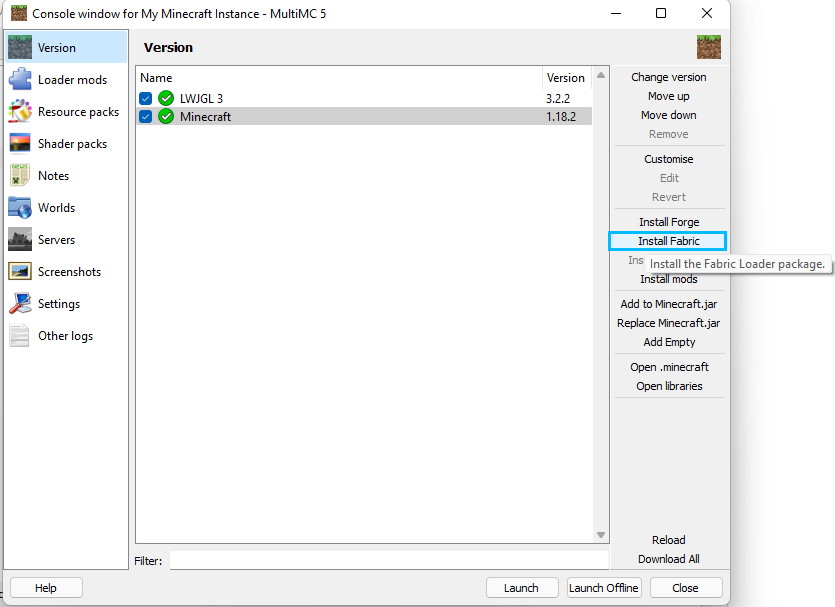 Console window for My Minecraft Instance - MultiMC 5
Version
Loader mods
Resource packs
Shader packs
Notes
Worlds
Servers
Screenshots
Settings
Other logs
Version
Name Version
LWJGL 3 3.2.2
Minecraft 1.18.2
Filter:
Change version
Move up
Move down
Remove
Customise
Edit
Revert
Install Forge
Install Fabric
Ins
Install the Fabric Loader package.
Install mods
Add to Minecraft.jar
Replace Minecraft.jar
Add Empty
Open .minecraft
Open libraries
Reload
Download All
Help
Launch
Launch Offline
Close